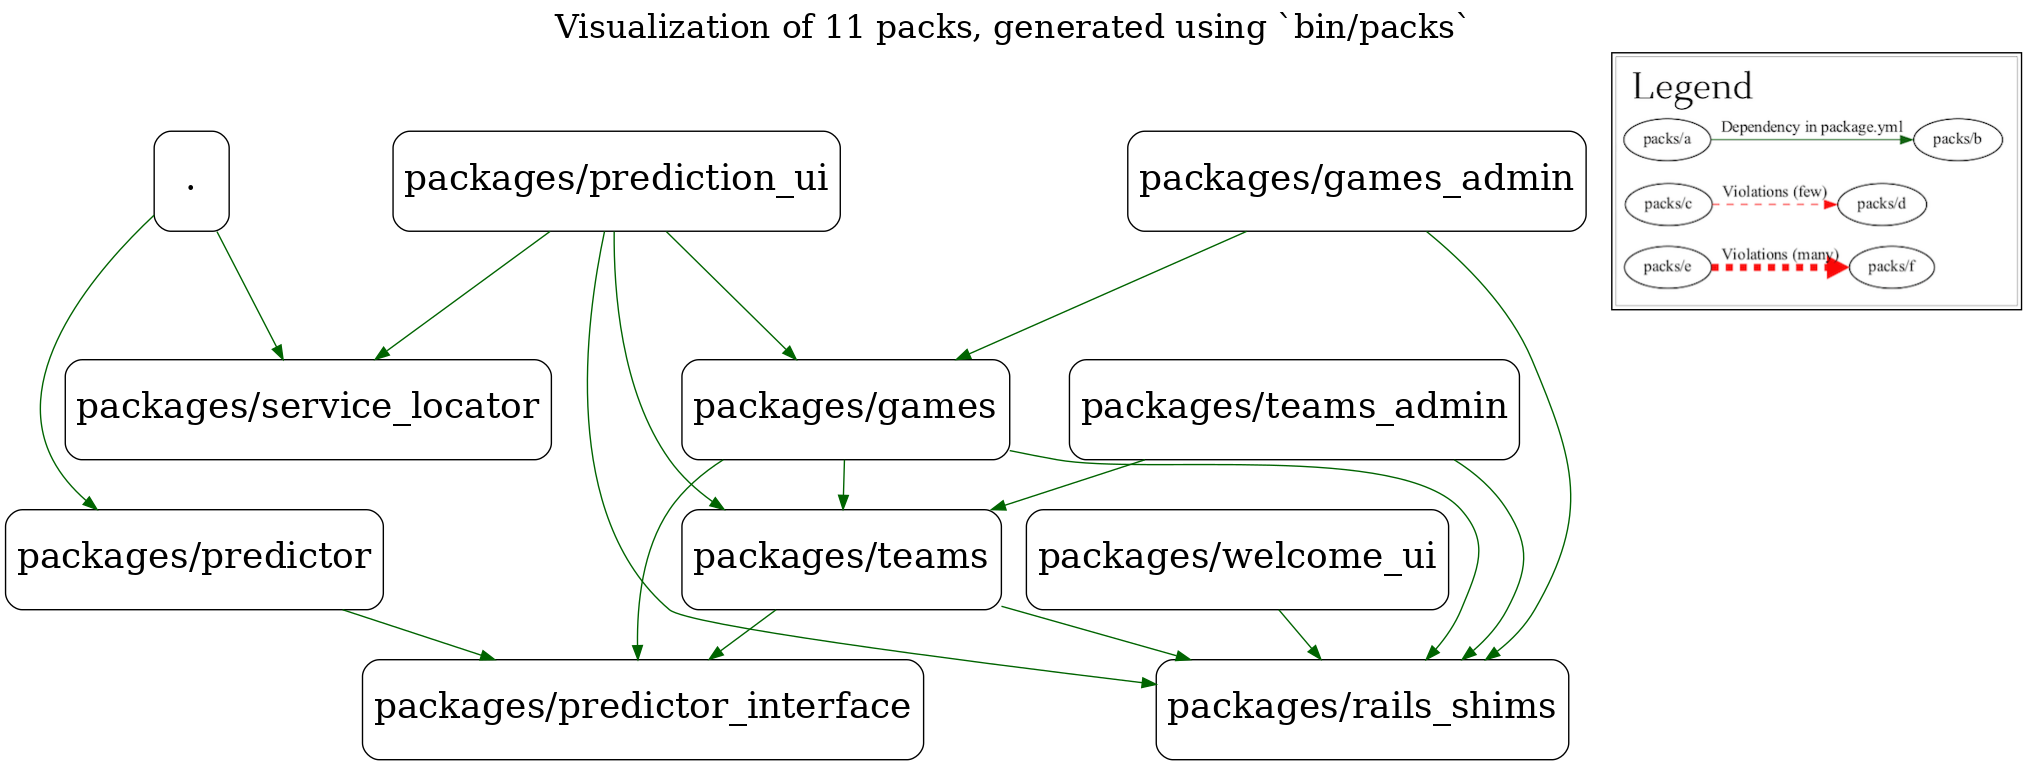 Visualization of 11 packs, generated using `bin/packs`
Legend
packs/a Dependency in package.yml packs/b
packs/c Violations (few) packs/d
packs/e Violations (many) packs/f
.
packages/prediction_ui
packages/games_admin
packages/service_locator
packages/games
packages/teams_admin
packages/predictor
packages/teams
packages/welcome_ui
packages/predictor_interface
packages/rails_shims